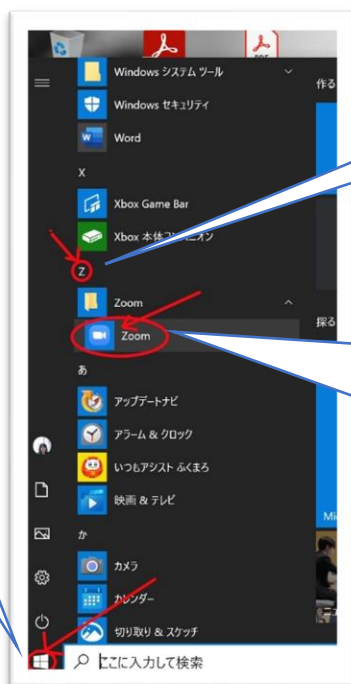 Windows システム ツール
作る
Windows セキュリティ
Word
X
Xbox Game Bar
Xbox 本体コンパニオン
Z
Zoom
探る
Zoom
あ
アップデートナビ
アラーム & クロック
いつもアシスト ふくまろ
映画 & テレビ
Mi
か
カメラ
カレンダー
ニュ
切り取り & スケッチ
ここに入力して検索